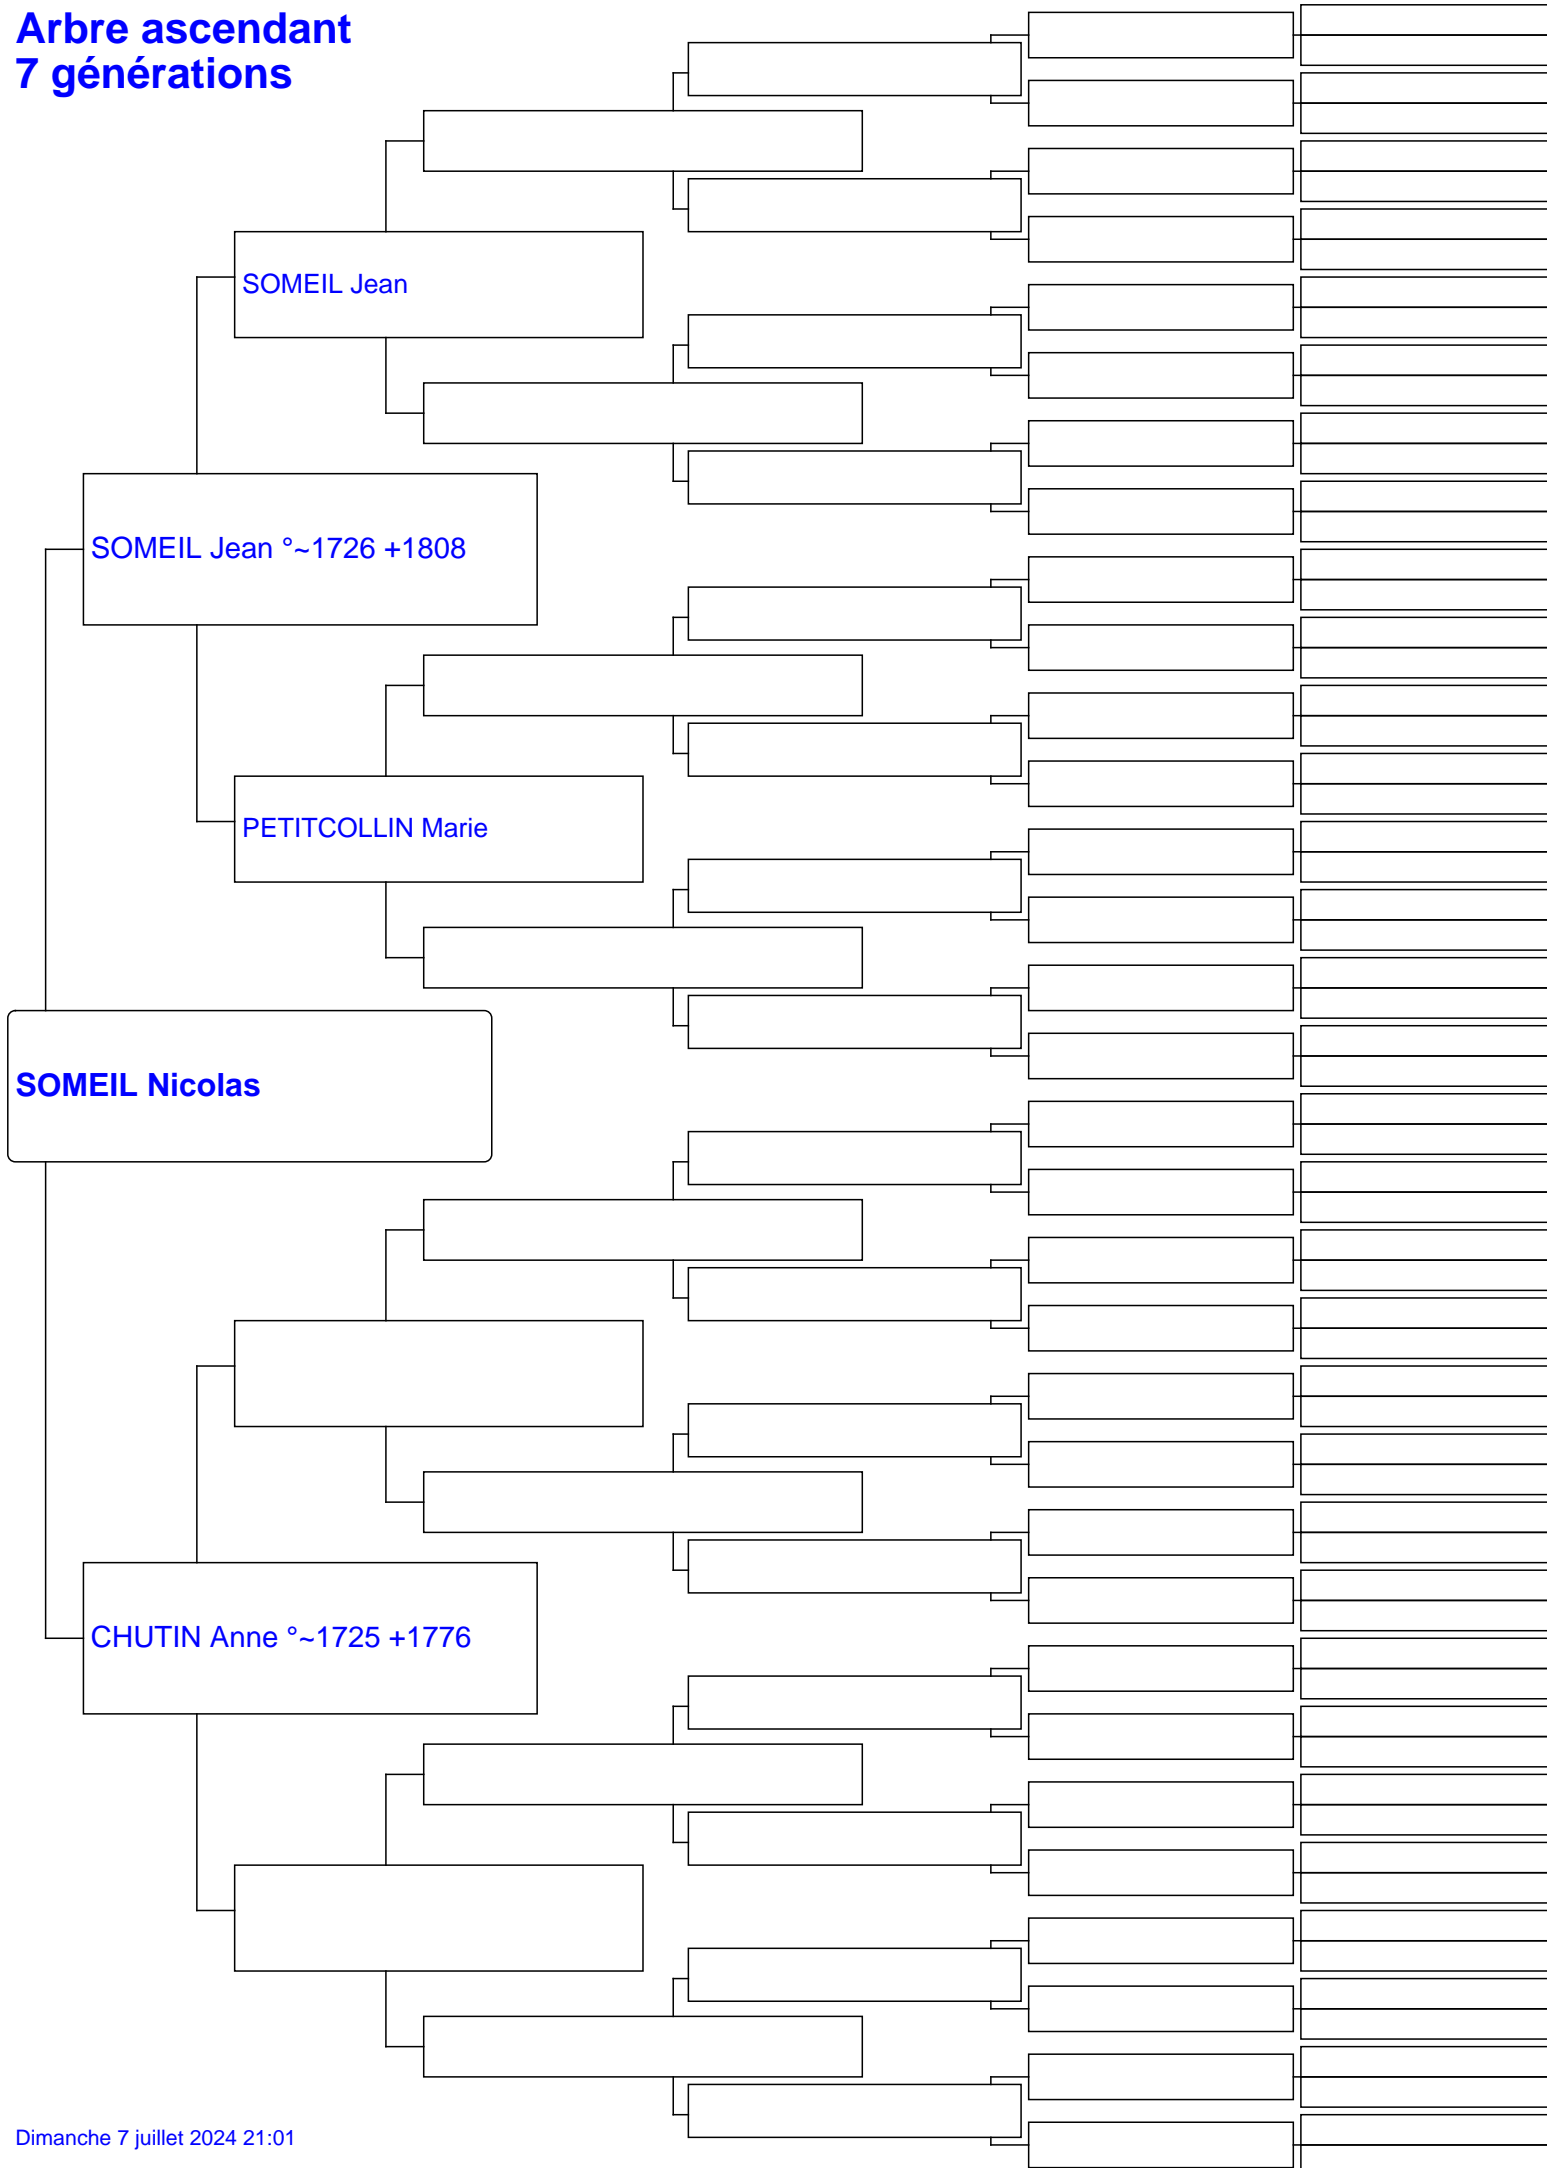 Arbre ascendant
7 générations
SOMEIL Jean
SOMEIL Jean °~1726 +1808
PETITCOLLIN Marie
SOMEIL Nicolas
CHUTIN Anne °~1725 +1776
Dimanche 7 juillet 2024 21:01